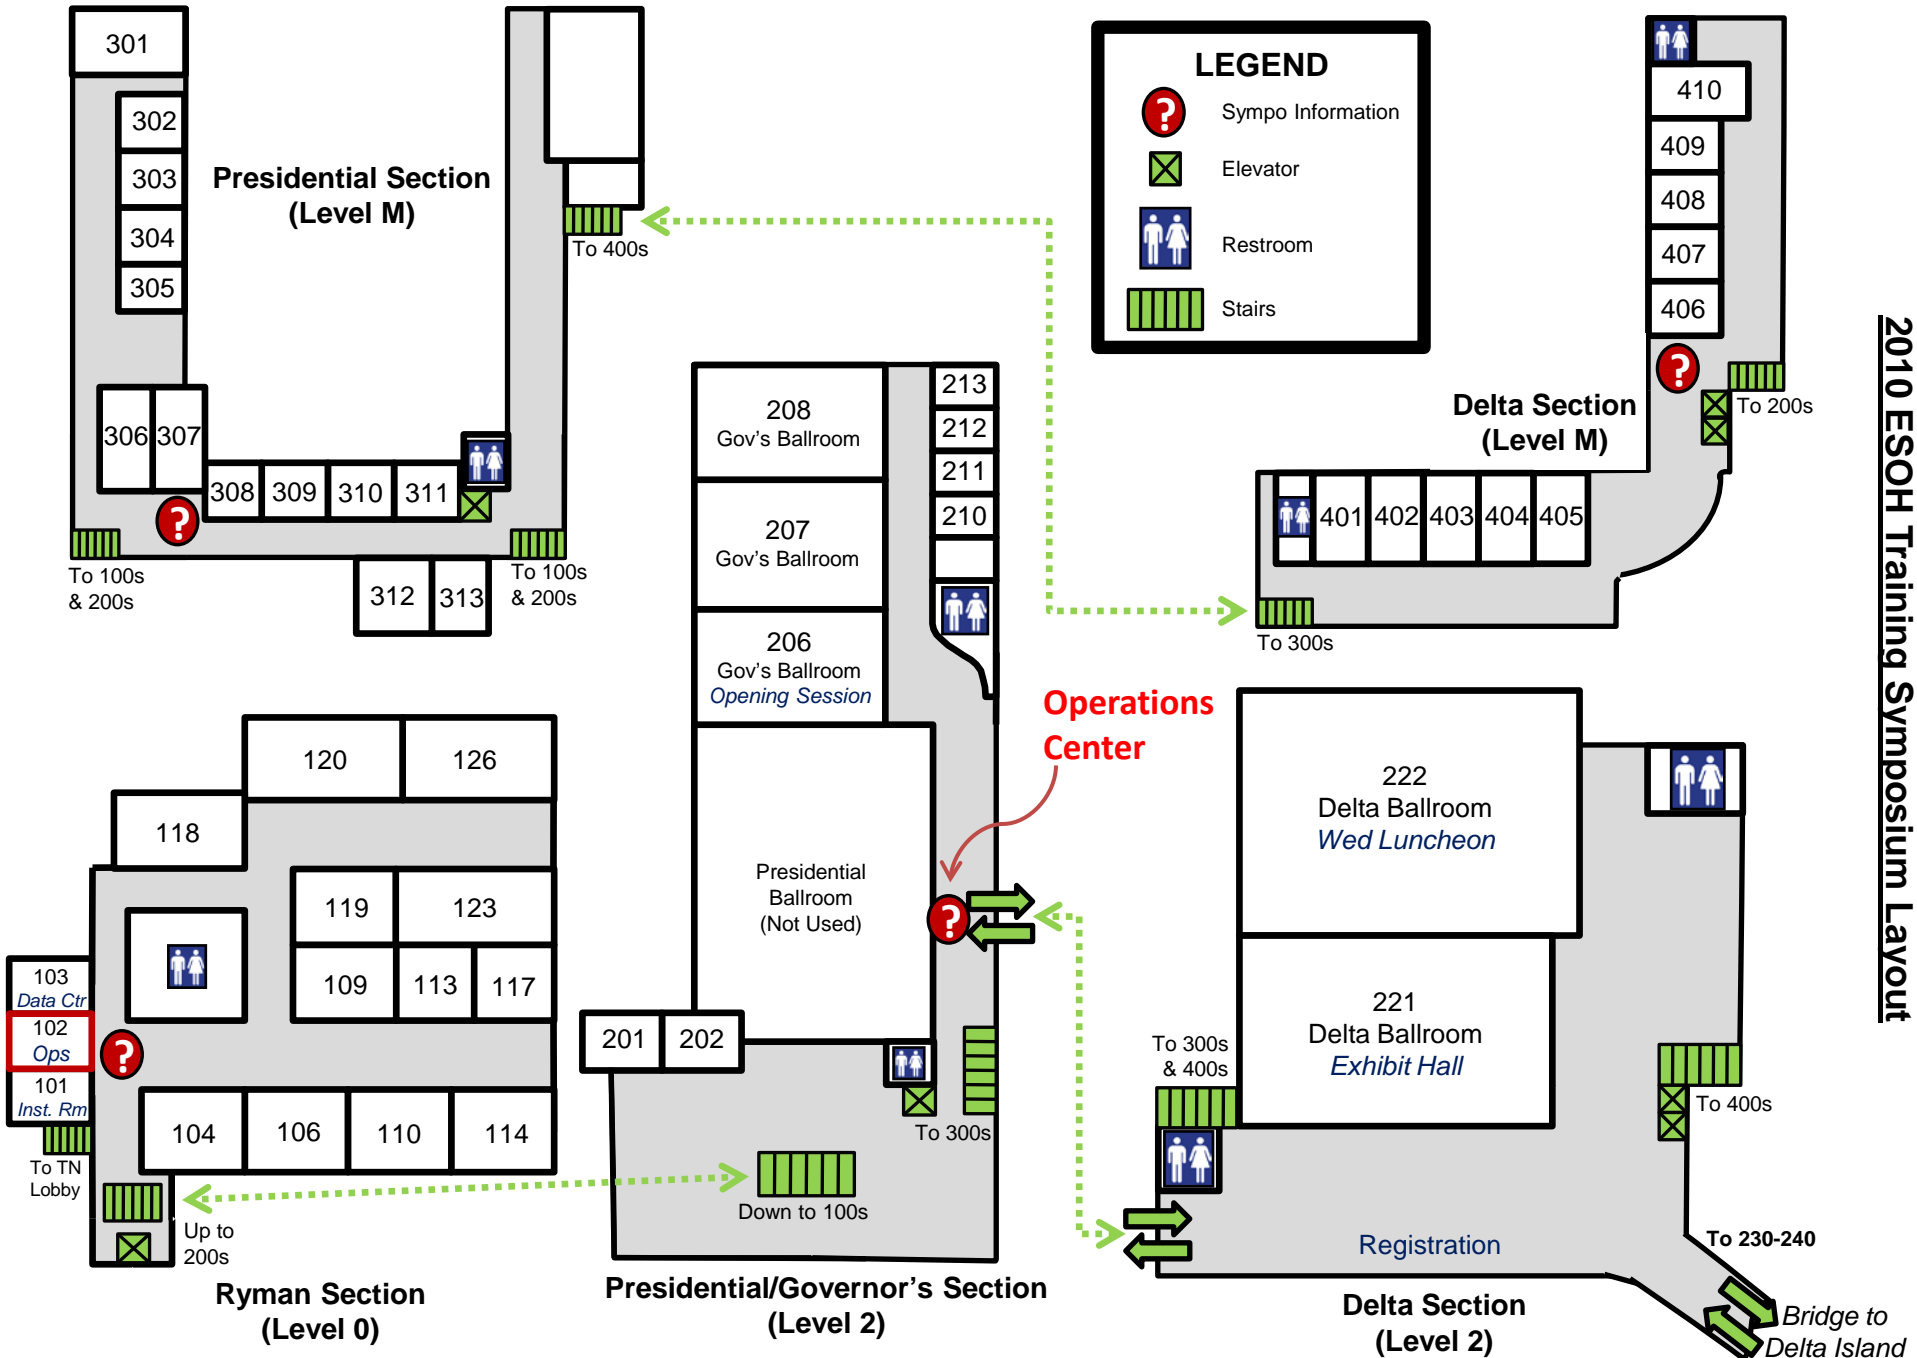 301
302
303
304
305
Presidential Section
(Level M)
To 400s
306
307
308
309
310
311
312
313
To 100s
& 200s
To 100s
& 200s
LEGEND
?
Sympo Information
Elevator
Restroom
Stairs
410
409
408
407
406
?
To 200s
Delta Section
(Level M)
401
402
403
404
405
To 300s
?
2010 ESOH Training Symposium Layout
208
Gov's Ballroom
207
Gov's Ballroom
206
Gov's Ballroom
Opening Session
213
212
211
210
Operations
Center
Presidential
Ballroom
(Not Used)
?
201
202
To 300s
Down to 100s
Presidential/Governor's Section
(Level 2)
120
126
118
119
123
109
113
117
103
Data Ctr
102
Ops
101
Inst. Rm
?
104
106
110
114
To TN
Lobby
Up to
200s
Ryman Section
(Level 0)
222
Delta Ballroom
Wed Luncheon
221
Delta Ballroom
Exhibit Hall
To 300s
& 400s
To 400s
Registration
To 230-240
Bridge to
Delta Island
Delta Section
(Level 2)